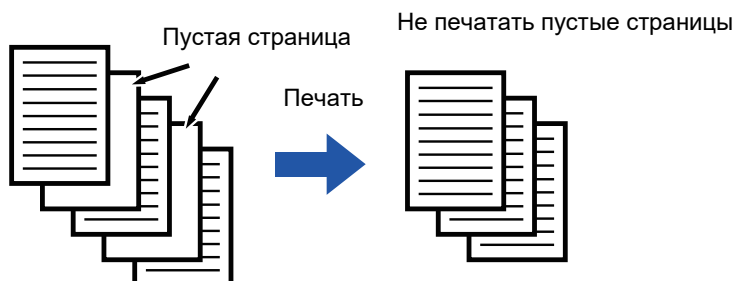 Пустая страница
Не печатать пустые страницы
Печать